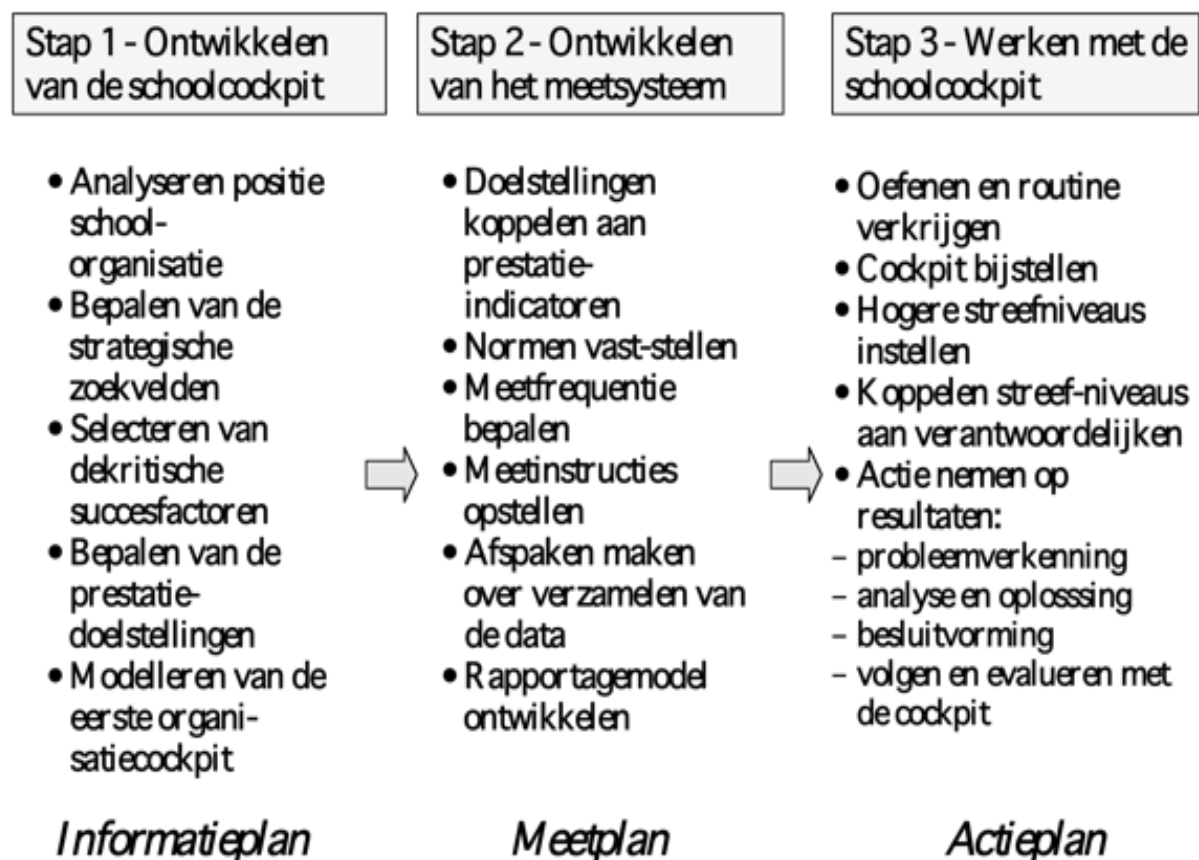 Stap 1 - Ontwikkelen
van de schoolcockpit
• Analyseren positie
school-
organisatie
• Bepalen van de
strategische
zoekvelden
• Selecteren van
dekritische
succesfactoren
• Bepalen van de
prestatie-
doelstellingen
• Modelleren van de
eerste organi-
satiecockpit
Informatieplan
Stap 2 - Ontwikkelen
van het meetsysteem
• Doelstellingen
koppelen aan
prestatie-
indicatoren
• Normen vast-stellen
• Meetfrequentie
bepalen
• Meetinstructies
opstellen
• Afspaken maken
over verzamelen van
de data
• Rapportagemodel
ontwikkelen
Meetplan
Stap 3 - Werken met de
schoolcockpit
• Oefenen en routine
verkrijgen
• Cockpit bijstellen
• Hogere streefniveaus
instellen
• Koppelen streef-niveaus
aan verantwoordelijken
• Actie nemen op
resultaten:
– probleemverkenning
– analyse en oplosssing
– besluitvorming
– volgen en evalueren met
de cockpit
Actieplan